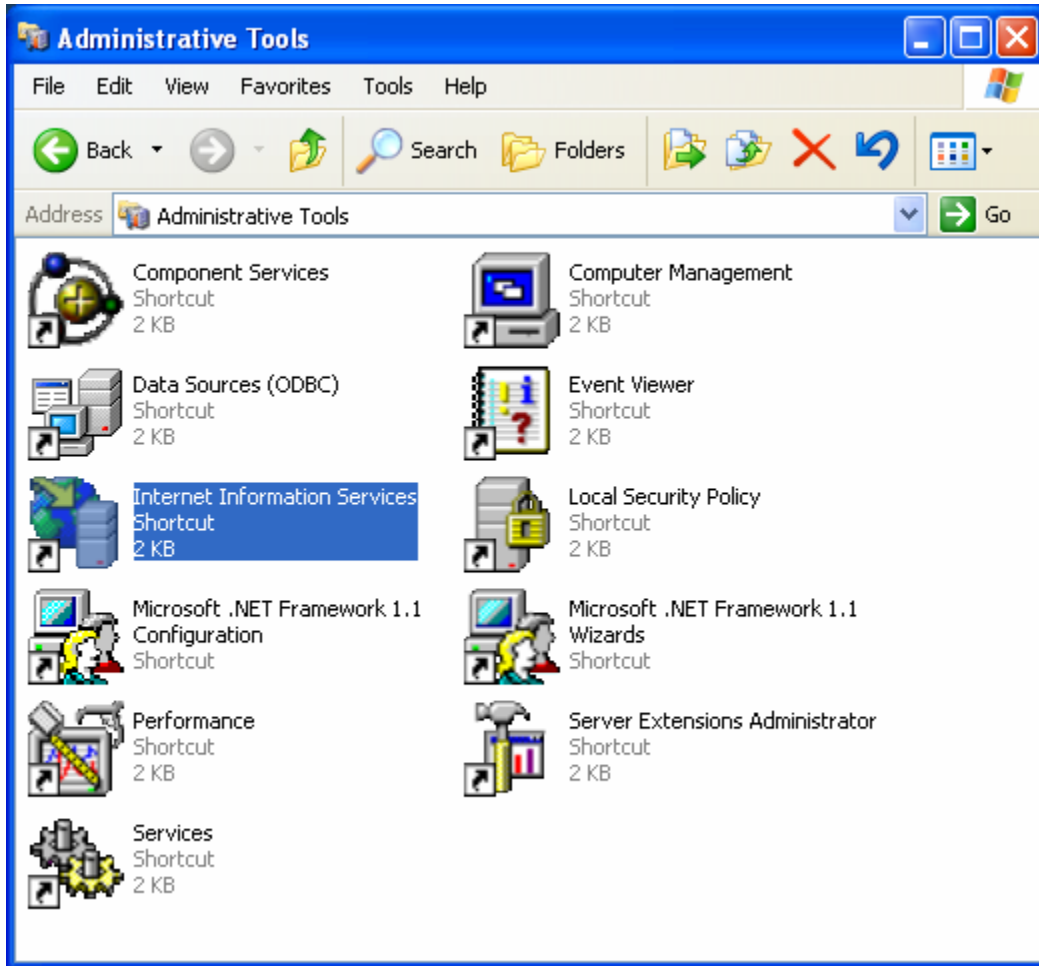 Administrative Tools
File Edit View Favorites Tools Help
Back Search Folders
Address Administrative Tools Go
Component Services
Shortcut
2 KB
Computer Management
Shortcut
2 KB
Data Sources (ODBC)
Shortcut
2 KB
Event Viewer
Shortcut
2 KB
Internet Information Services
Shortcut
2 KB
Local Security Policy
Shortcut
2 KB
Microsoft .NET Framework 1.1
Configuration
Shortcut
Microsoft .NET Framework 1.1
Wizards
Shortcut
Performance
Shortcut
2 KB
Server Extensions Administrator
Shortcut
2 KB
Services
Shortcut
2 KB